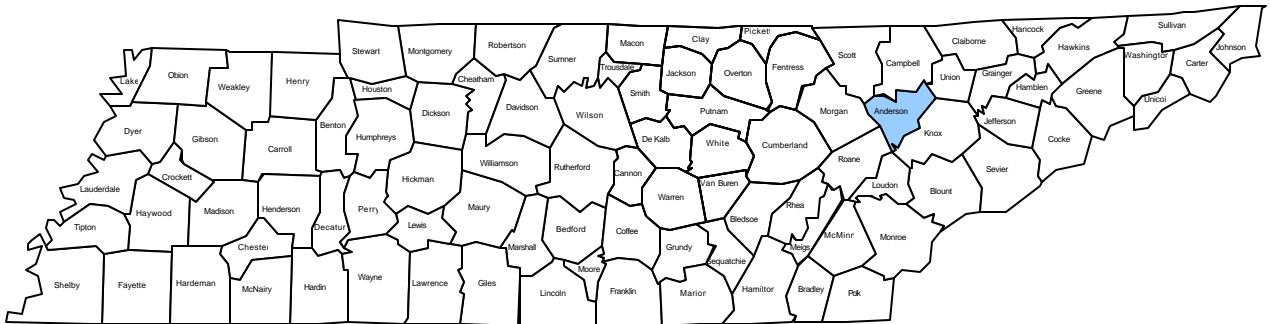 Sullivan
Hancock
Johnson
Pickett
Hawkins
Clay
Macon
Claiborne
Robertson
Stewart
Montgomery
Washington
Scott
Sumner
Carter
Campbell
Trousdale
Fentress
Jackson
Overton
Grainger
Obion
Union
Cheatham
Lake
Henry
Weakley
Houston
Hamblen
Greene
Smith
Unicoi
Davidson
Putnam
Morgan
Anderson
Dickson
Wilson
Jefferson
Benton
Dyer
Knox
Humphreys
Gibson
De Kalb
Cocke
White
Cumberland
Carroll
Roane
Williamson
Rutherford
Sevier
Cannon
Crockett
Hickman
Van Buren
Loudon
Lauderdale
Blount
Warren
Rhea
Maury
Perry
Henderson
Madison
Haywood
Bledsoe
Lewis
Decatur
Tipton
Bedford
Coffee
McMinn
Monroe
Chester
Marshall
Grundy
Meigs
Sequatchie
Moore
Wayne
Lawrence
Giles
Hardeman
Shelby
Fayette
McNairy
Hardin
Lincoln
Franklin
Marion
Hamilton
Bradley
Polk